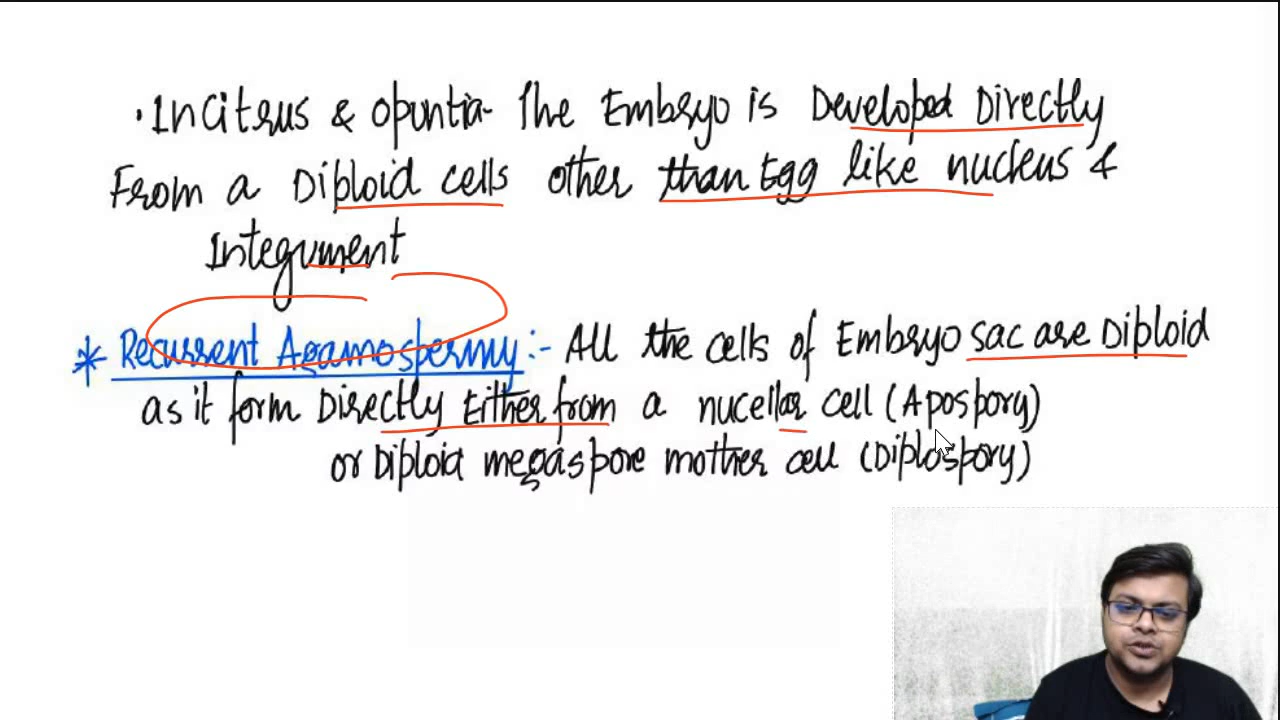 . In Citrus & opuntia- The Embryo is Developed Directly
From a Diploid cells other than Egg like nucleus &
Integument
* Recurrent Agamospermy:- All the cells of Embryo sac are Diploid
as it form Directly Either from a nucellar cell (Apospory)
or Diploid megaspore mother cell (Diplospory)